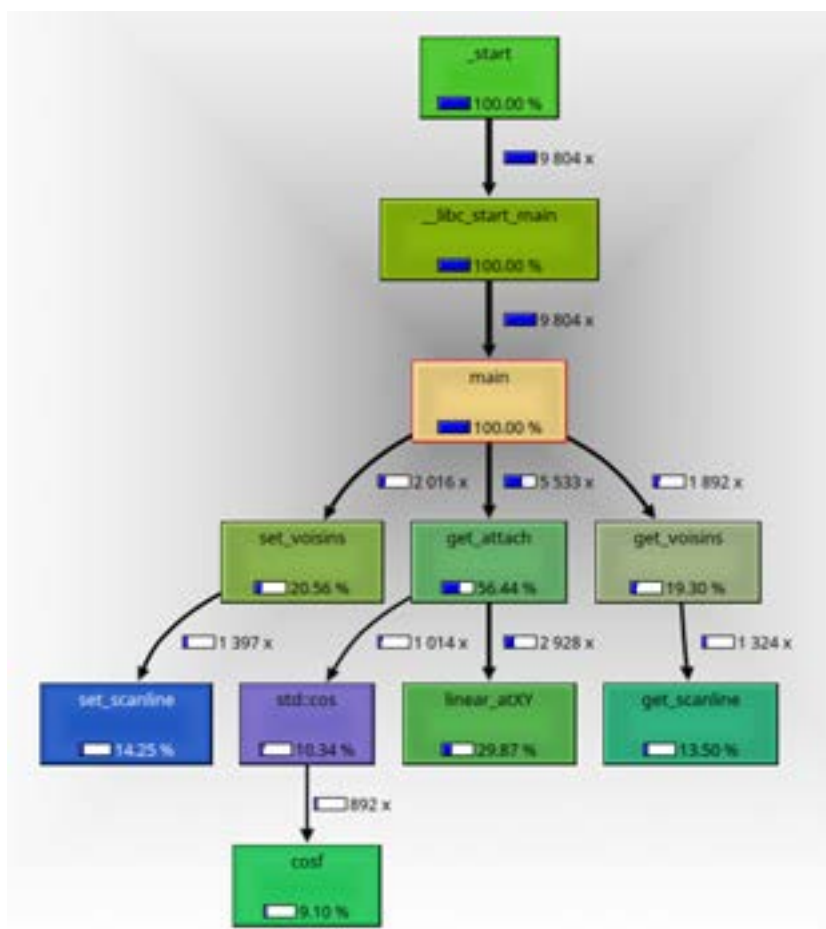 _start
100.00 %
9 804 x
__libc_start_main
100.00 %
9 804 x
main
100.00 %
2 016 x
5 533 x
1 892 x
set_voisins
20.56 %
get_attach
56.44 %
get_voisins
19.30 %
1 397 x
1 014 x
2 928 x
1 324 x
set_scanline
14.25 %
std::cos
10.34 %
linear_atXY
29.87 %
get_scanline
13.50 %
892 x
cosf
9.10 %